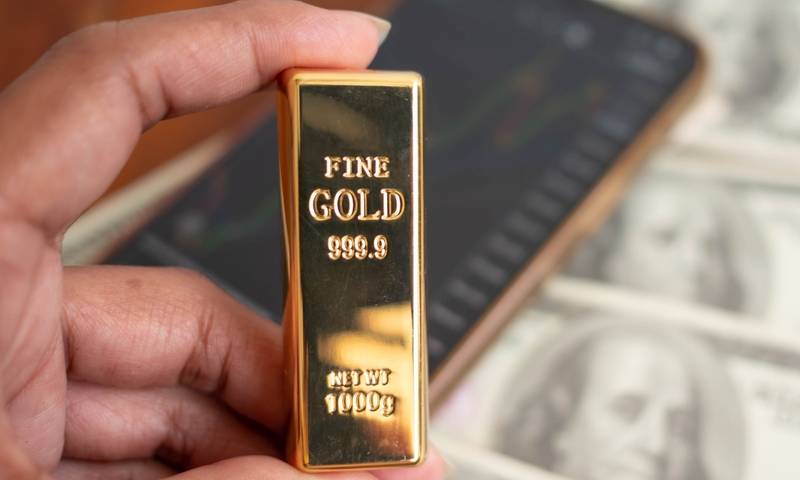 FINE
GOLD
999.9
NET WT
1000g